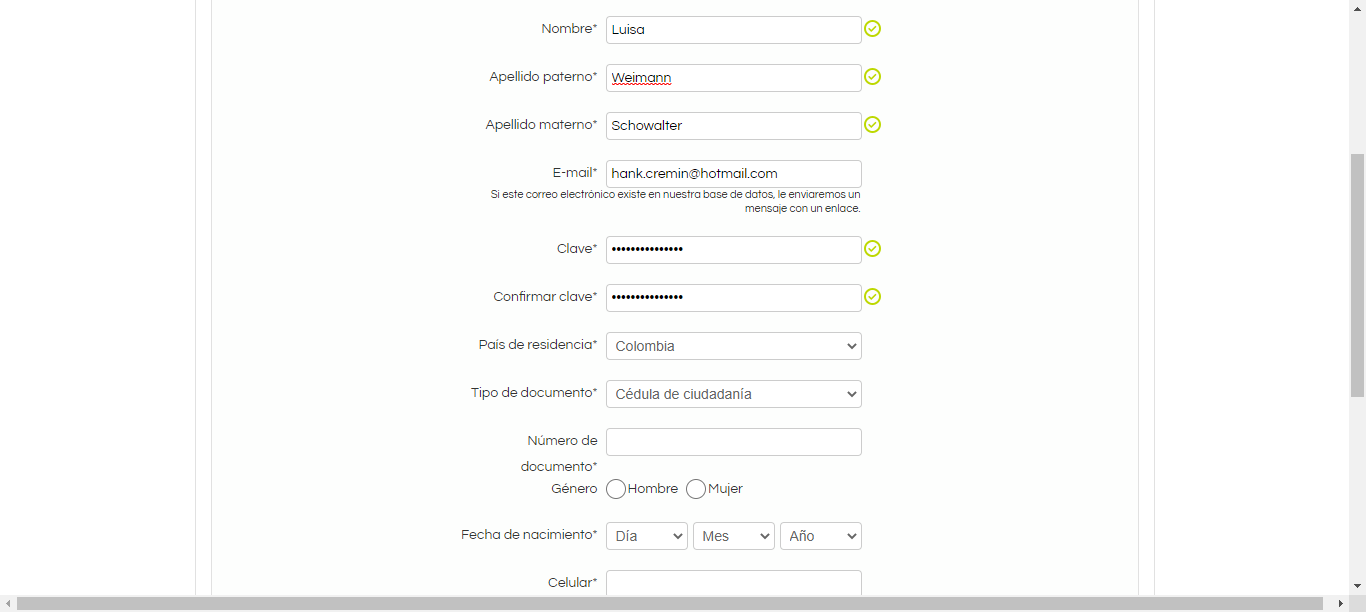 Nombre* Luisa
Apellido paterno* Weimann
Apellido materno* Schowalter
E-mail* hank.cremin@hotmail.com
Si este correo electrónico existe en nuestra base de datos, le enviaremos un
mensaje con un enlace.
Clave* •••••••••••••••
Confirmar clave* •••••••••••••••
País de residencia* Colombia
Tipo de documento* Cédula de ciudadanía
Número de
documento*
Género Hombre Mujer
Fecha de nacimiento* Día Mes Año
Celular*